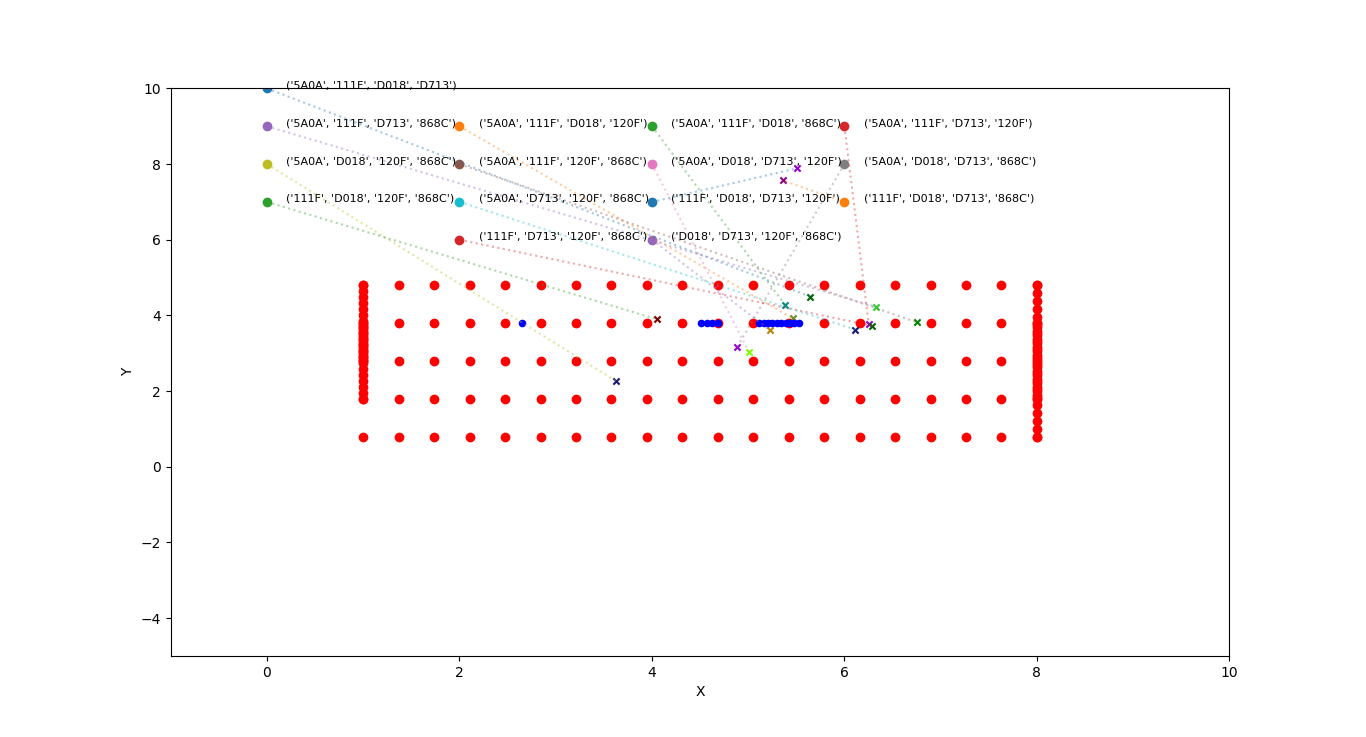 ('5A0A', '111F', 'D018', 'D713')
('5A0A', '111F', 'D713', '868C') ('5A0A', '111F', 'D018', '120F') ('5A0A', '111F', 'D018', '868C') ('5A0A', '111F', 'D713', '120F')
('5A0A', 'D018', '120F', '868C') ('5A0A', '111F', '120F', '868C') ('5A0A', 'D018', 'D713', '120F') ('5A0A', 'D018', 'D713', '868C')
('111F', 'D018', '120F', '868C') ('5A0A', 'D713', '120F', '868C') ('111F', 'D018', 'D713', '120F') ('111F', 'D018', 'D713', '868C')
('111F', 'D713', '120F', '868C') ('D018', 'D713', '120F', '868C')
10
8
6
4
2
0
−2
−4
Y
0 2 4 6 8 10
X